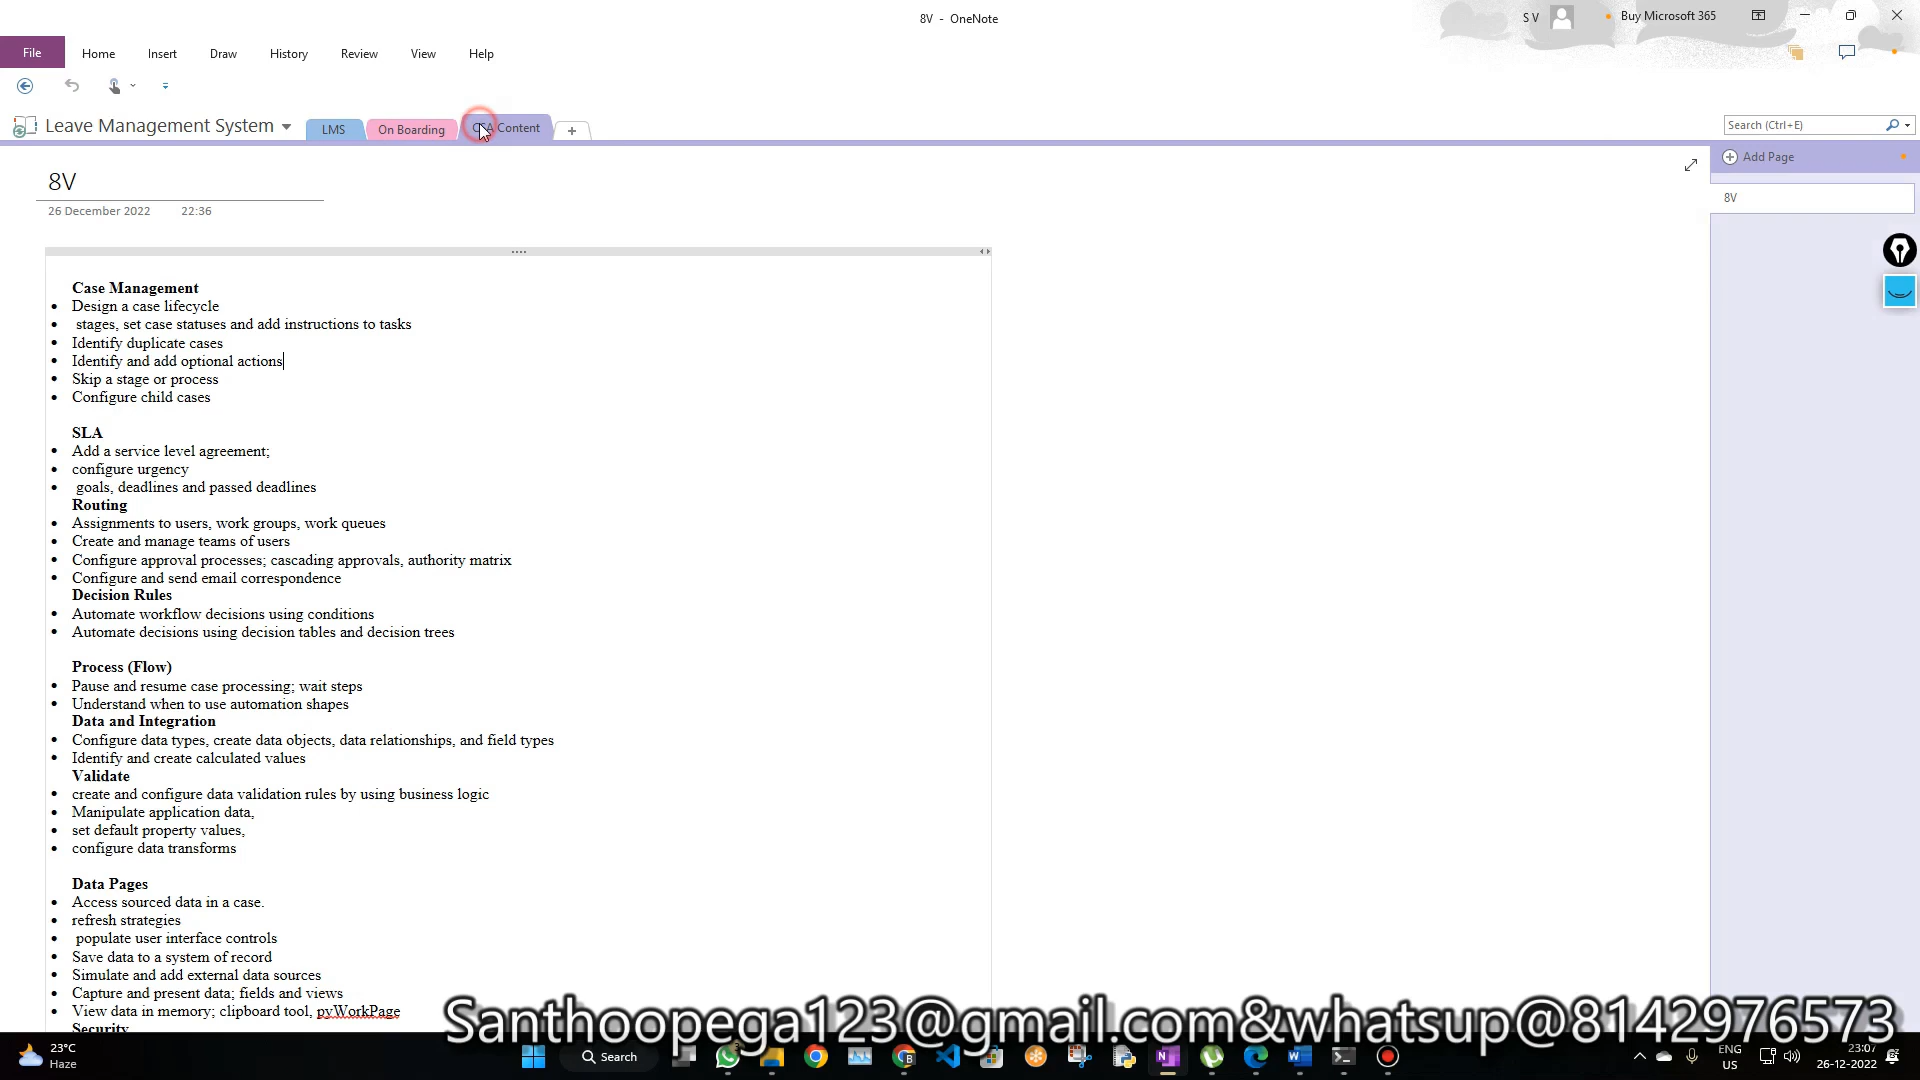 8V - OneNote
S V
Buy Microsoft 365
File
Home
Insert
Draw
History
Review
View
Help
Leave Management System
LMS
On Boarding
Content
Search (Ctrl+E)
Add Page
8V
8V
26 December 2022 22:36
Case Management
• Design a case lifecycle
• stages, set case statuses and add instructions to tasks
• Identify duplicate cases
• Identify and add optional actions
• Skip a stage or process
• Configure child cases
SLA
• Add a service level agreement;
• configure urgency
• goals, deadlines and passed deadlines
Routing
• Assignments to users, work groups, work queues
• Create and manage teams of users
• Configure approval processes; cascading approvals, authority matrix
• Configure and send email correspondence
Decision Rules
• Automate workflow decisions using conditions
• Automate decisions using decision tables and decision trees
Process (Flow)
• Pause and resume case processing; wait steps
• Understand when to use automation shapes
Data and Integration
• Configure data types, create data objects, data relationships, and field types
• Identify and create calculated values
Validate
• create and configure data validation rules by using business logic
• Manipulate application data,
• set default property values,
• configure data transforms
Data Pages
• Access sourced data in a case.
• refresh strategies
• populate user interface controls
• Save data to a system of record
• Simulate and add external data sources
• Capture and present data; fields and views
• View data in memory; clipboard tool, pyWorkPage
Security
Santhoopega123@gmail.com&whatsup@8142976573
23°C
Haze
Search
ENG
US
23:07
26-12-2022